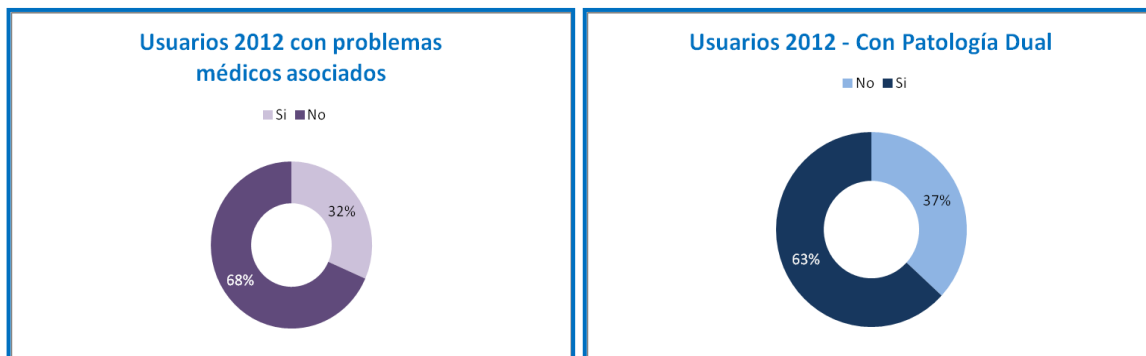 Usuarios 2012 con problemas
médicos asociados
Si No
32%
68%
Usuarios 2012 - Con Patología Dual
No Si
37%
63%